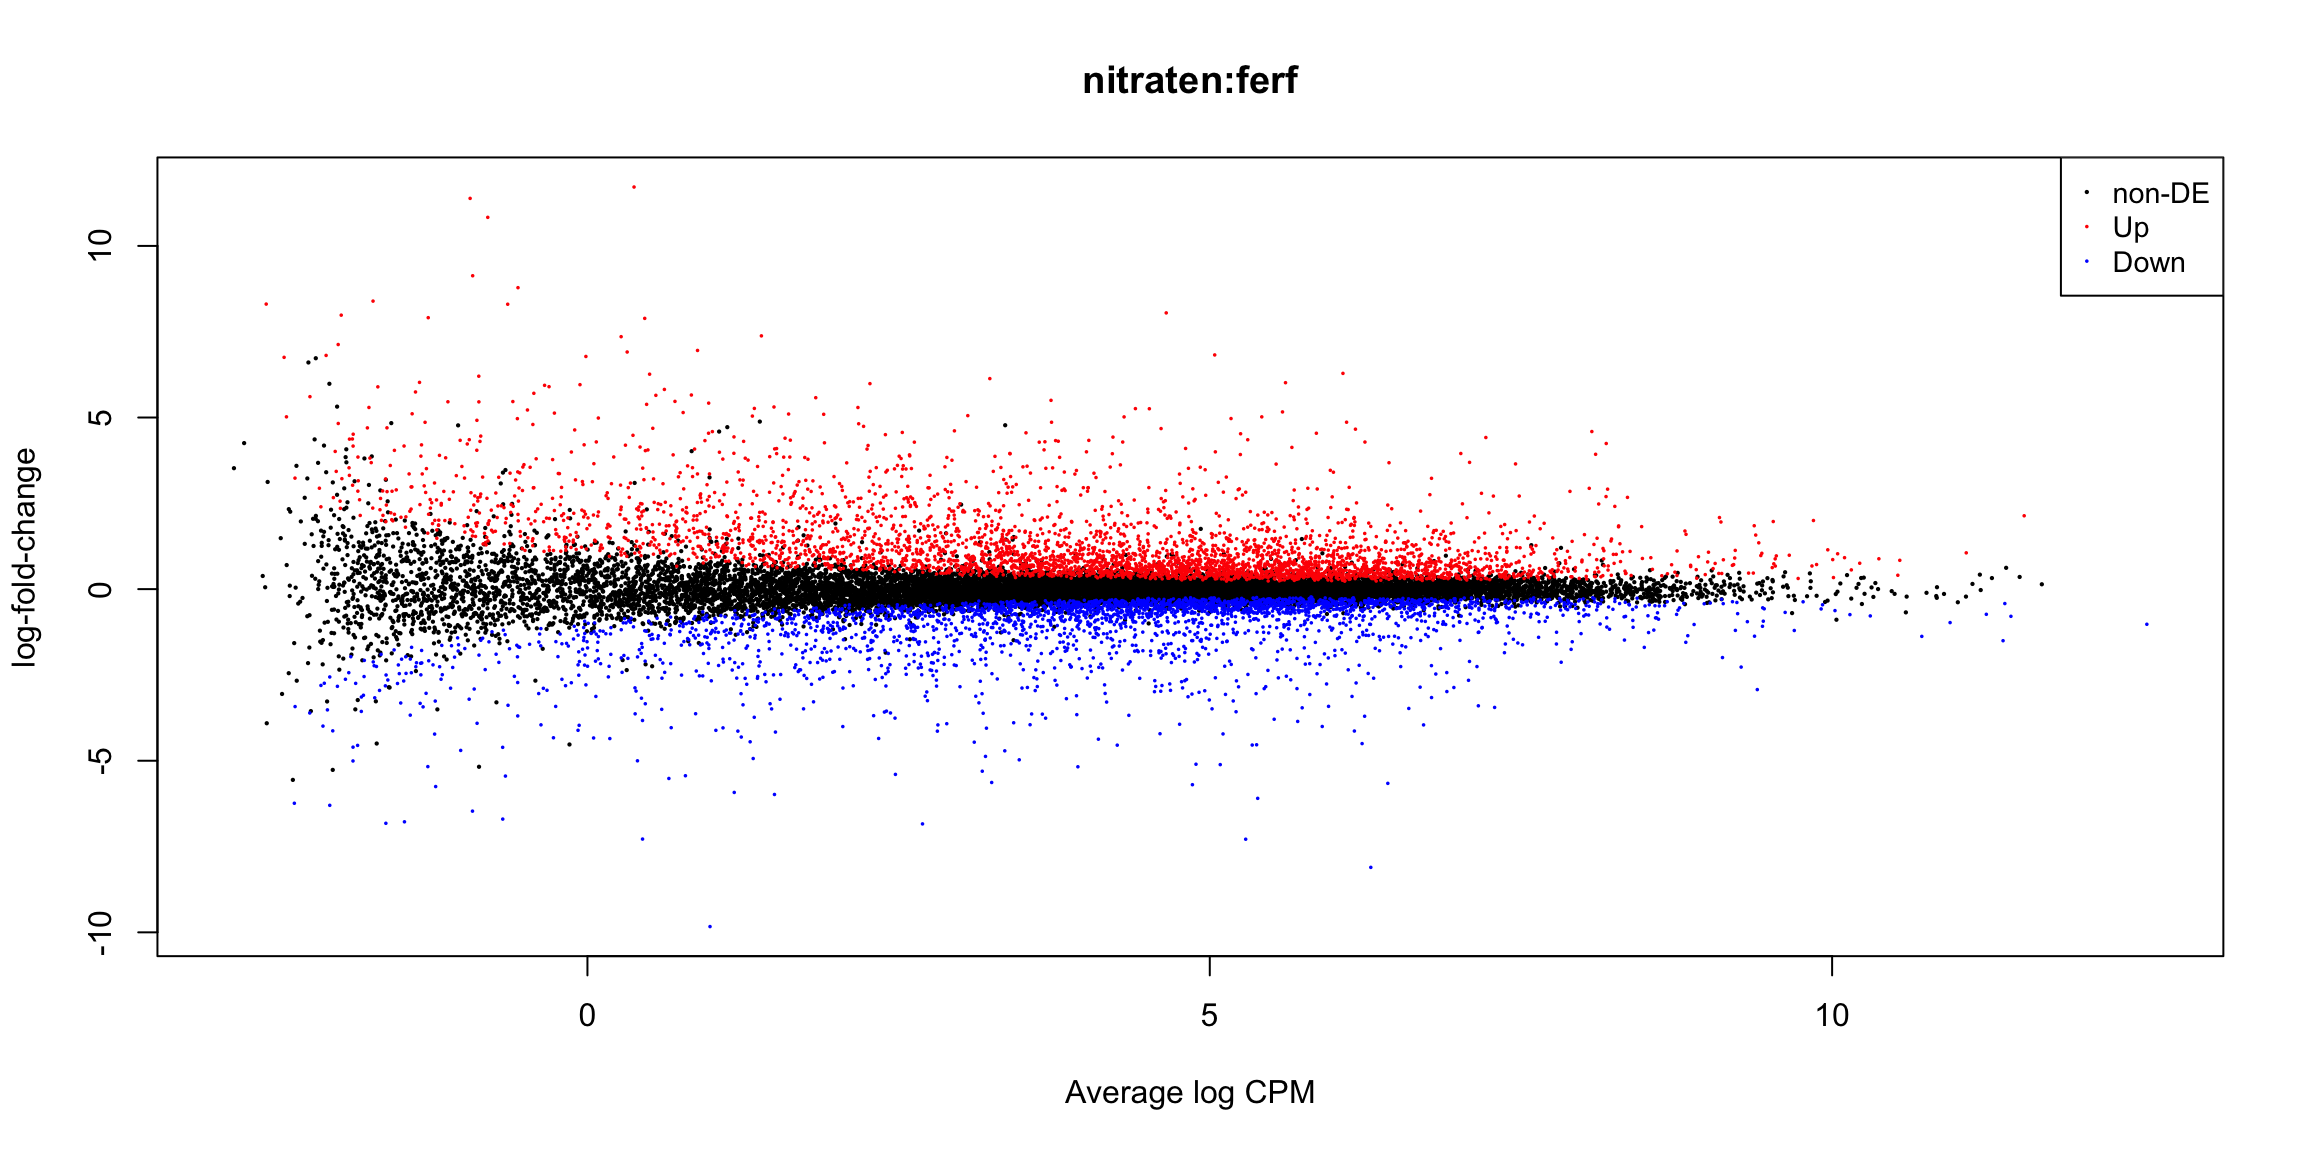 nitraten:ferf
non-DE
Up
Down
10
5
0
-5
-10
log-fold-change
0
5
10
Average log CPM